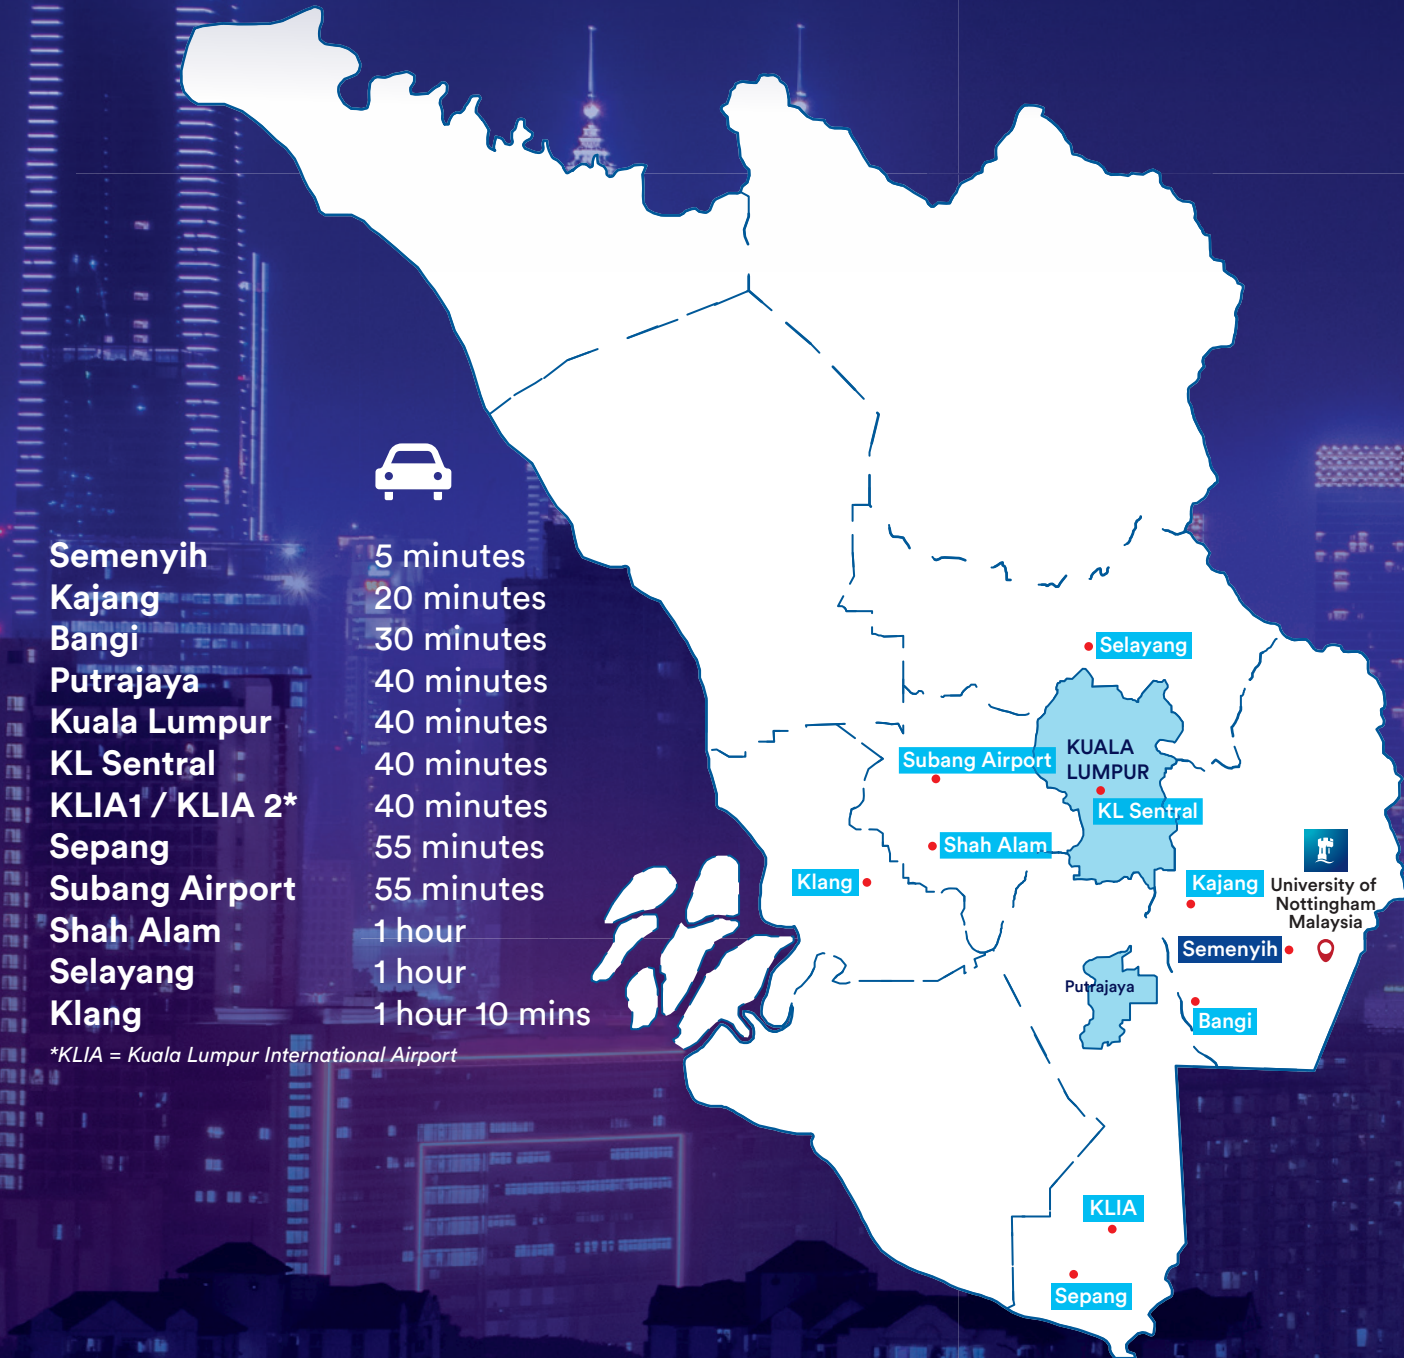 Semenyih 5 minutes
Kajang 20 minutes
Bangi 30 minutes
Putrajaya 40 minutes
Kuala Lumpur 40 minutes
KL Sentral 40 minutes
KLIA1 / KLIA 2* 40 minutes
Sepang 55 minutes
Subang Airport 55 minutes
Shah Alam 1 hour
Selayang 1 hour
Klang 1 hour 10 mins
*KLIA = Kuala Lumpur International Airport
Selayang
Subang Airport
KUALA
LUMPUR
KL Sentral
Shah Alam
Klang
Kajang
University of
Nottingham
Malaysia
Semenyih
Putrajaya
Bangi
KLIA
Sepang